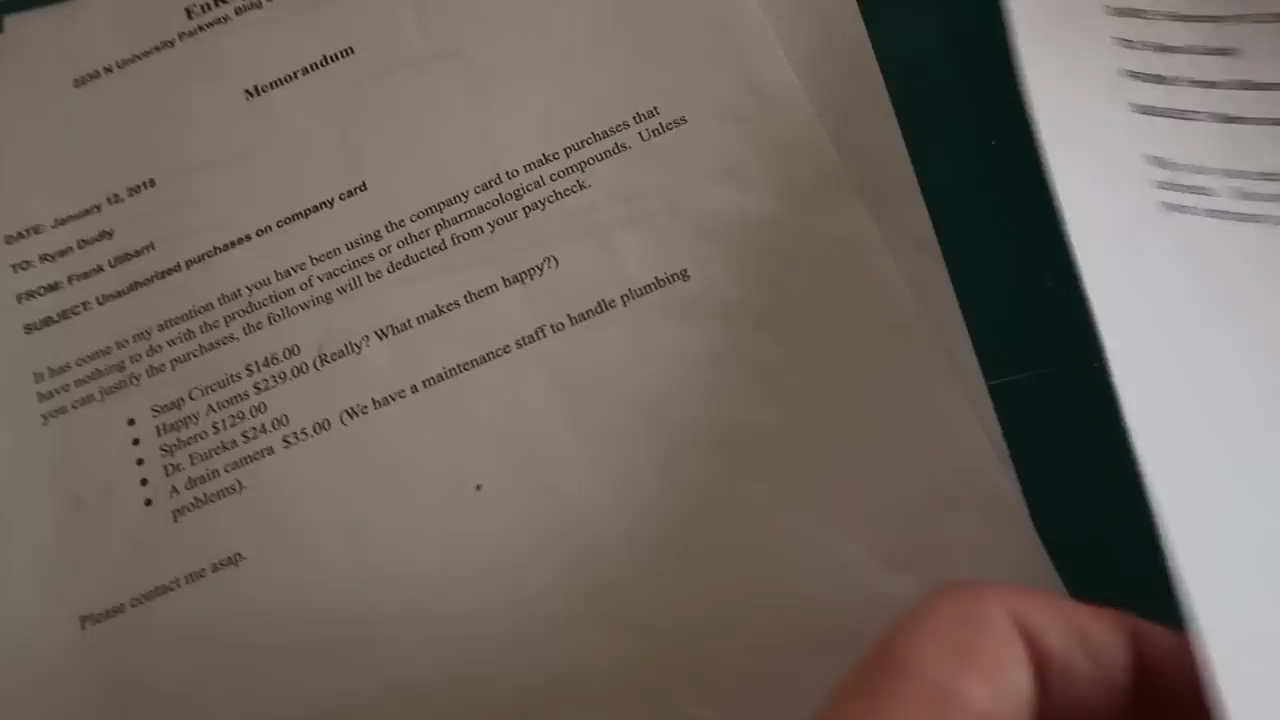 EnR
2230 N University Parkway, Bldg
Memorandum
DATE: January 12, 2018
TO: Ryan Dudly
FROM: Frank Ulibarri
SUBJECT: Unauthorized purchases on company card
It has come to my attention that you have been using the company card to make purchases that
have nothing to do with the production of vaccines or other pharmacological compounds. Unless
you can justify the purchases, the following will be deducted from your paycheck.
• Snap Circuits $146.00
• Happy Atoms $239.00 (Really? What makes them happy?)
• Sphero $129.00
• Dr. Eureka $24.00
• A drain camera $35.00 (We have a maintenance staff to handle plumbing
problems).
Please contact me asap.